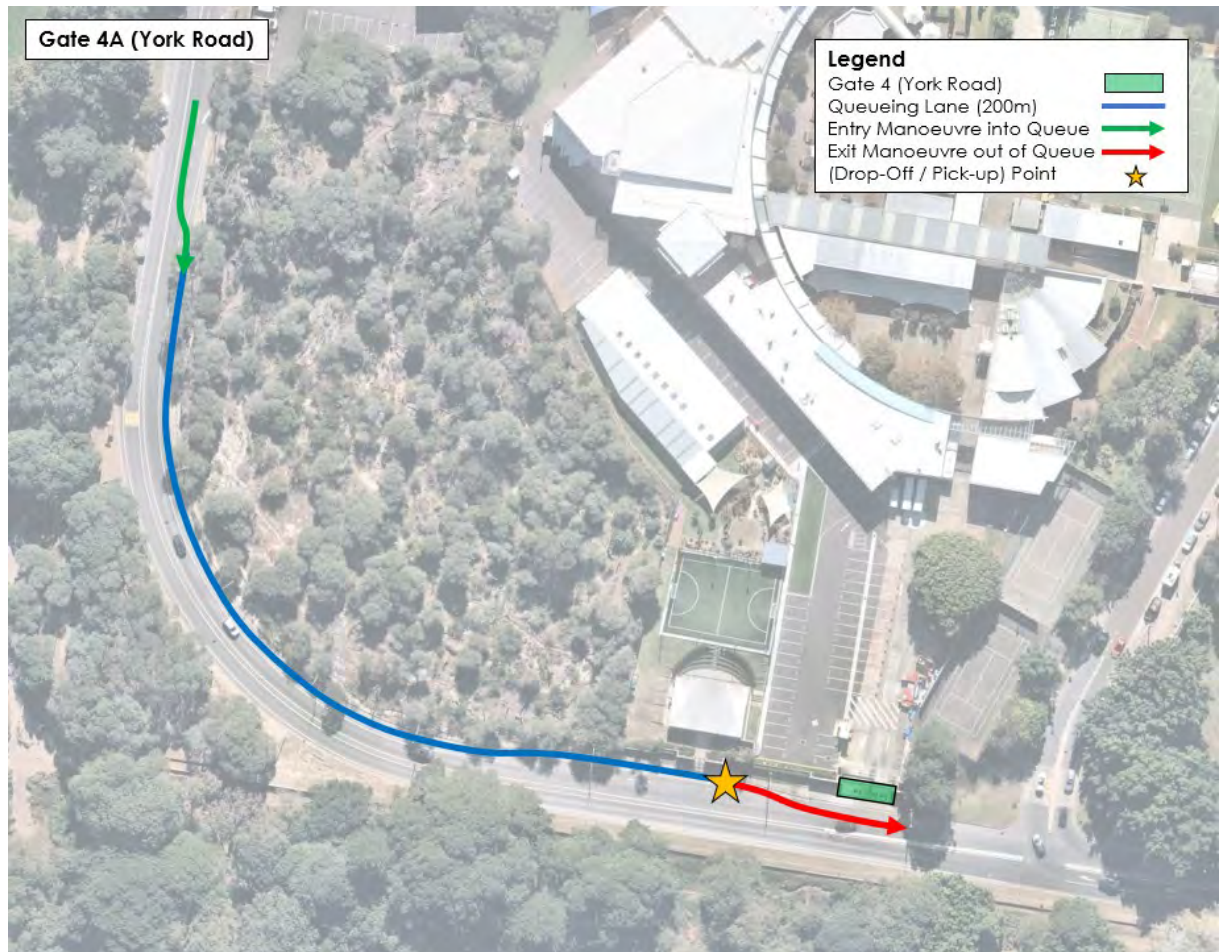 Gate 4A (York Road)
Legend
Gate 4 (York Road)
Queueing Lane (200m)
Entry Manoeuvre into Queue
Exit Manoeuvre out of Queue
(Drop-Off / Pick-up) Point